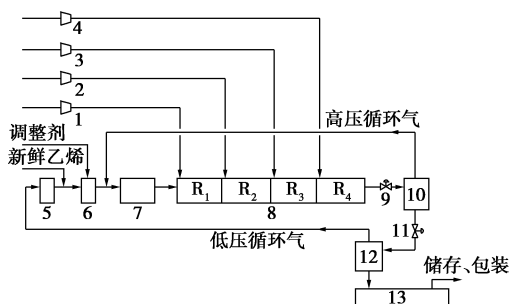 4
3
2
1
高压循环气
调整剂
新鲜乙烯
R1 R2 R3 R4
5 6 7 8 9 10
11
低压循环气
12
储存、包装
13